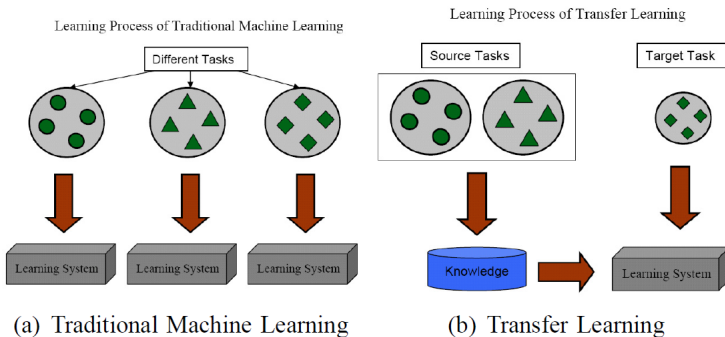 Learning Process of Traditional Machine Learning
Different Tasks
Learning System
Learning System
Learning System
(a) Traditional Machine Learning
Learning Process of Transfer Learning
Source Tasks
Target Task
Knowledge
Learning System
(b) Transfer Learning